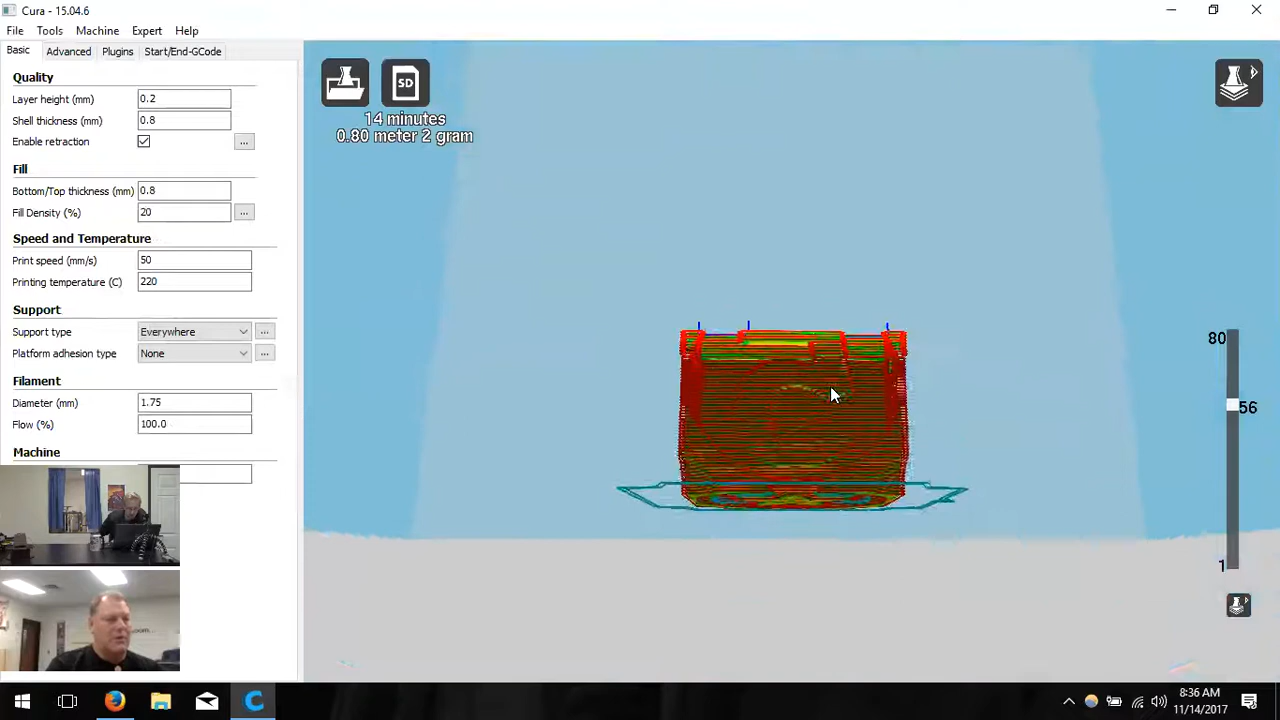 Cura - 15.04.6
File Tools Machine Expert Help
Basic Advanced Plugins Start/End-GCode
Quality
Layer height (mm) 0.2
Shell thickness (mm) 0.8
Enable retraction ...
Fill
Bottom/Top thickness (mm) 0.8
Fill Density (%) 20 ...
Speed and Temperature
Print speed (mm/s) 50
Printing temperature (C) 220
Support
Support type Everywhere ...
Platform adhesion type None ...
Filament
Diameter (mm) 1.75
Flow (%) 100.0
Machine
SD
14 minutes
0.80 meter 2 gram
80
56
1
8:36 AM
11/14/2017